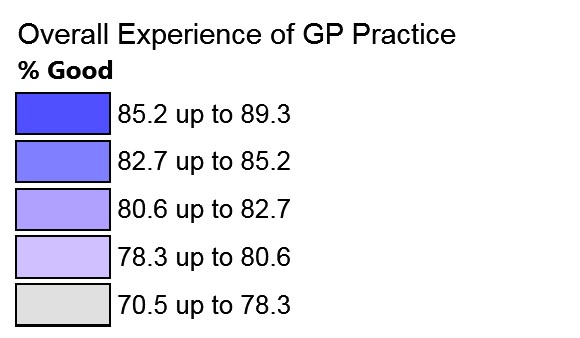 Overall Experience of GP Practice
% Good
85.2 up to 89.3
82.7 up to 85.2
80.6 up to 82.7
78.3 up to 80.6
70.5 up to 78.3